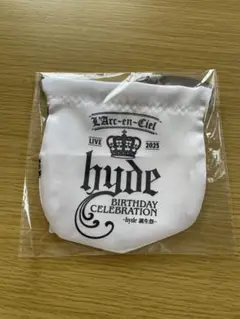 L'Arc-en-Ciel
LIVE 2025
hyde
BIRTHDAY
CELEBRATION
-hyde 誕生祭-